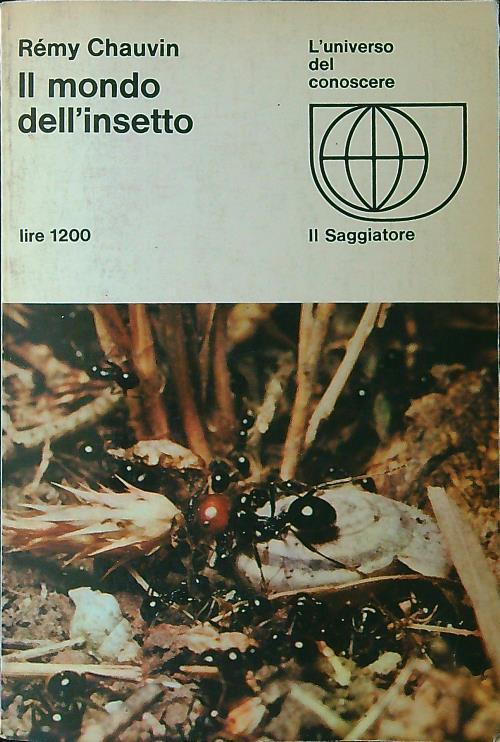 Rémy Chauvin
Il mondo
dell'insetto
lire 1200
L'universo
del
conoscere
Il Saggiatore